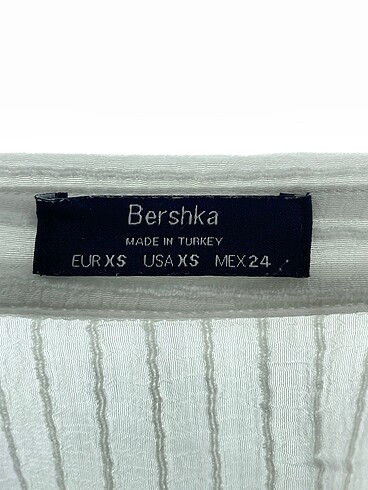 Bershka
MADE IN TURKEY
EUR XS USA XS MEX 24